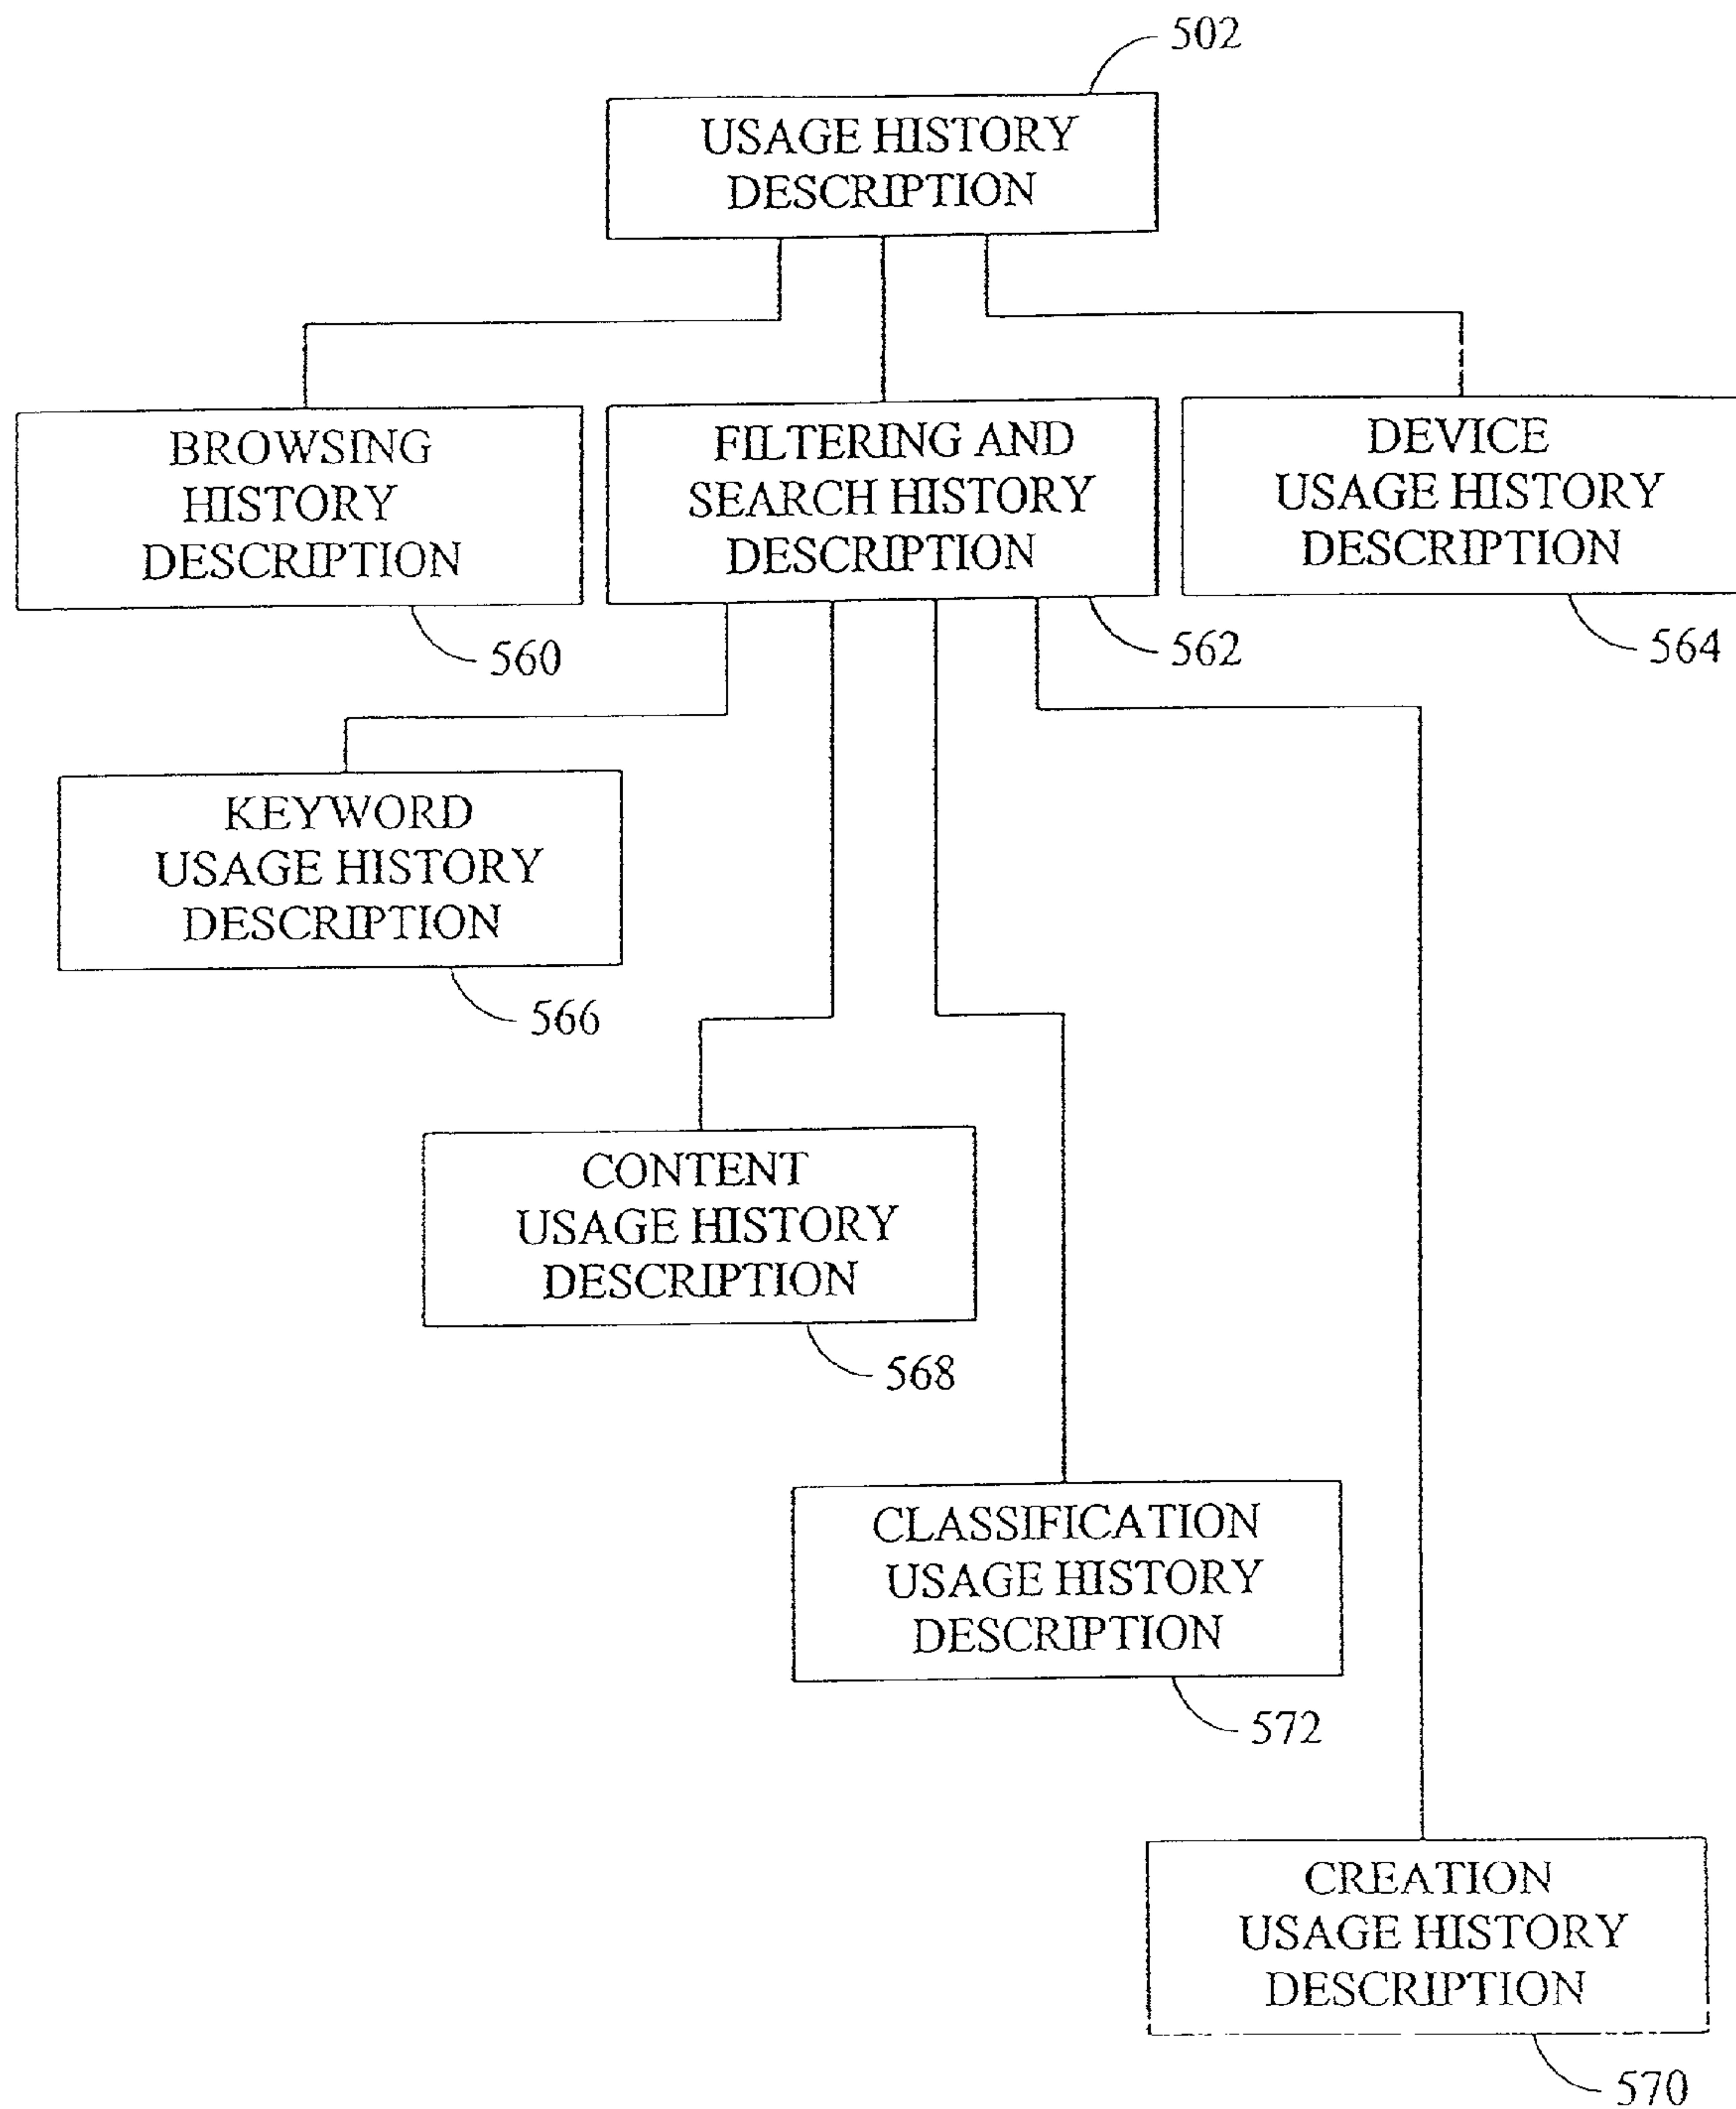 502
USAGE HISTORY
DESCRIPTION
BROWSING
HISTORY
DESCRIPTION
560
FILTERING AND
SEARCH HISTORY
DESCRIPTION
562
DEVICE
USAGE HISTORY
DESCRIPTION
564
KEYWORD
USAGE HISTORY
DESCRIPTION
566
CONTENT
USAGE HISTORY
DESCRIPTION
568
CLASSIFICATION
USAGE HISTORY
DESCRIPTION
572
CREATION
USAGE HISTORY
DESCRIPTION
570